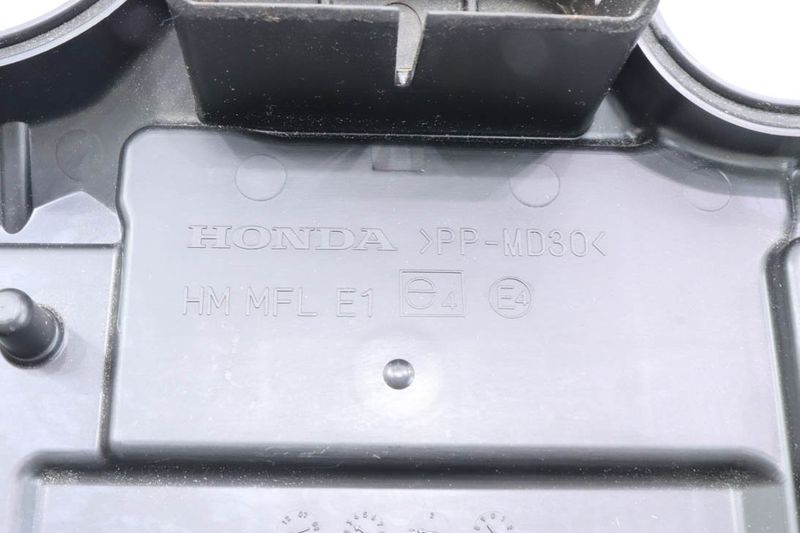 HONDA >PP-MD30<
HM MFL E1 e4 E4